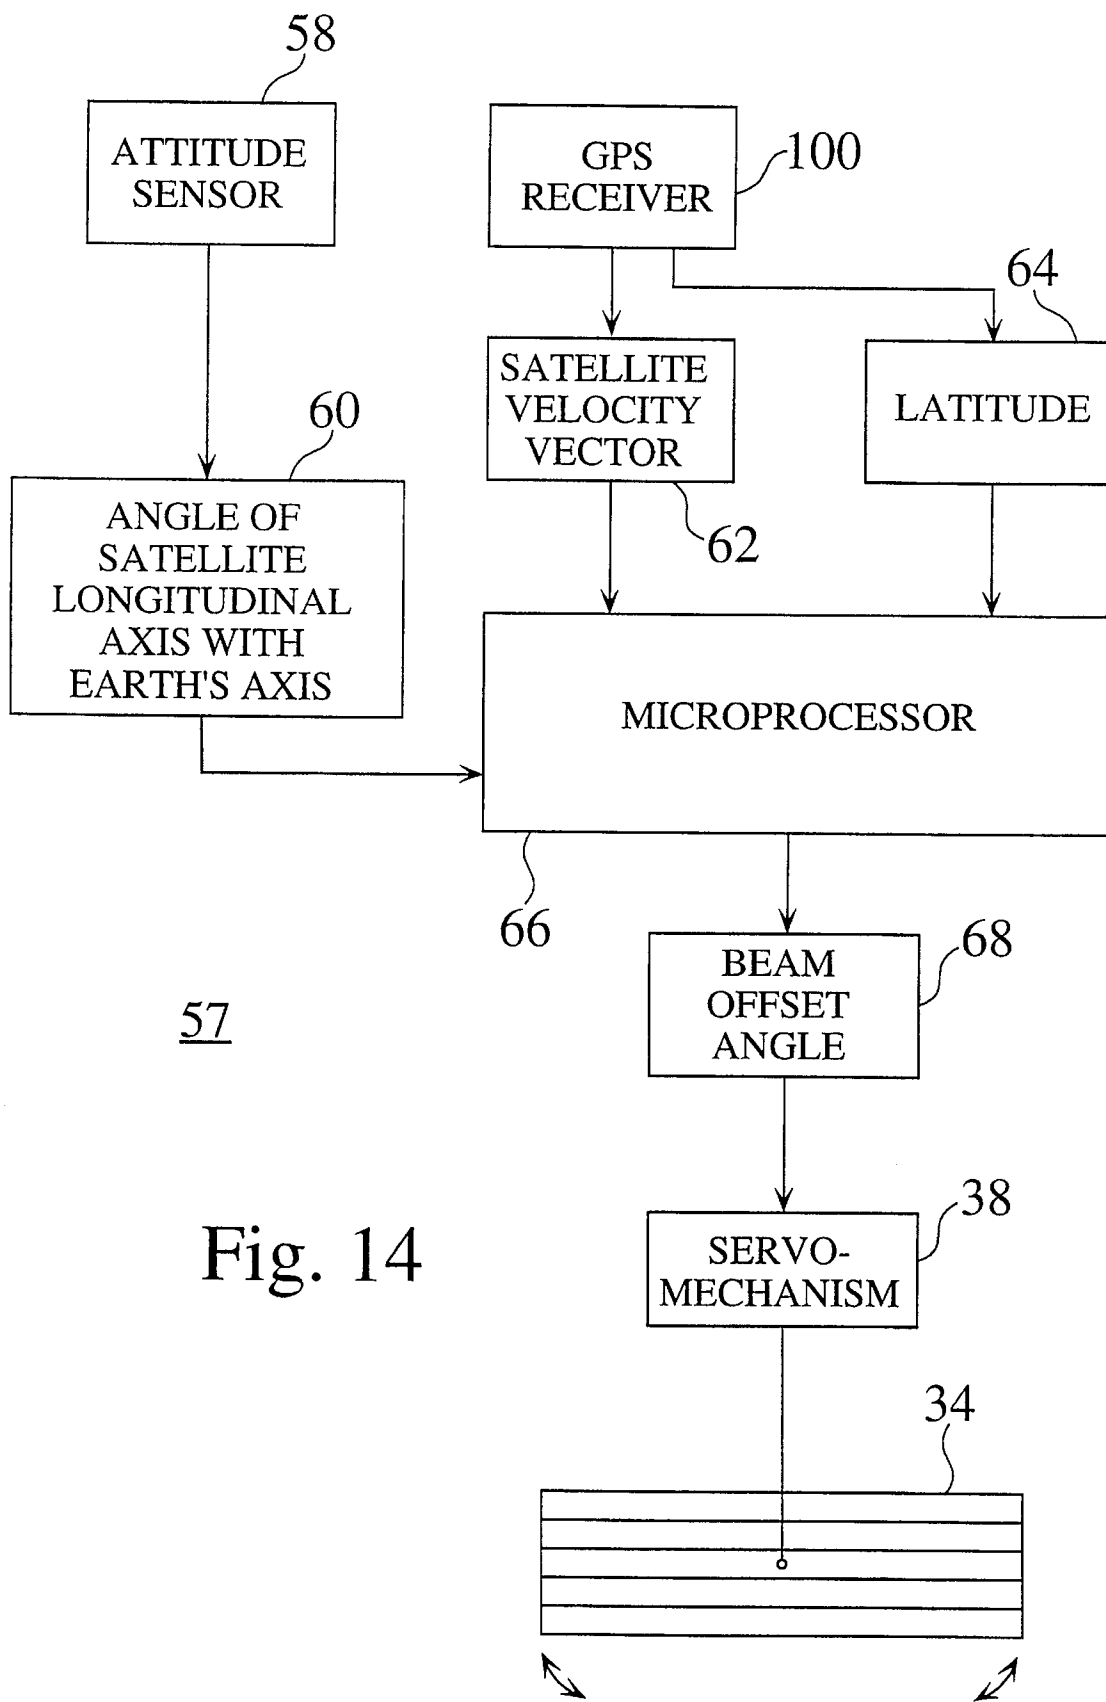 58
ATTITUDE
SENSOR
GPS
RECEIVER
100
64
SATELLITE
VELOCITY
VECTOR
LATITUDE
60
62
ANGLE OF
SATELLITE
LONGITUDINAL
AXIS WITH
EARTH'S AXIS
MICROPROCESSOR
66
68
BEAM
OFFSET
ANGLE
57
38
SERVO-
MECHANISM
Fig. 14
34